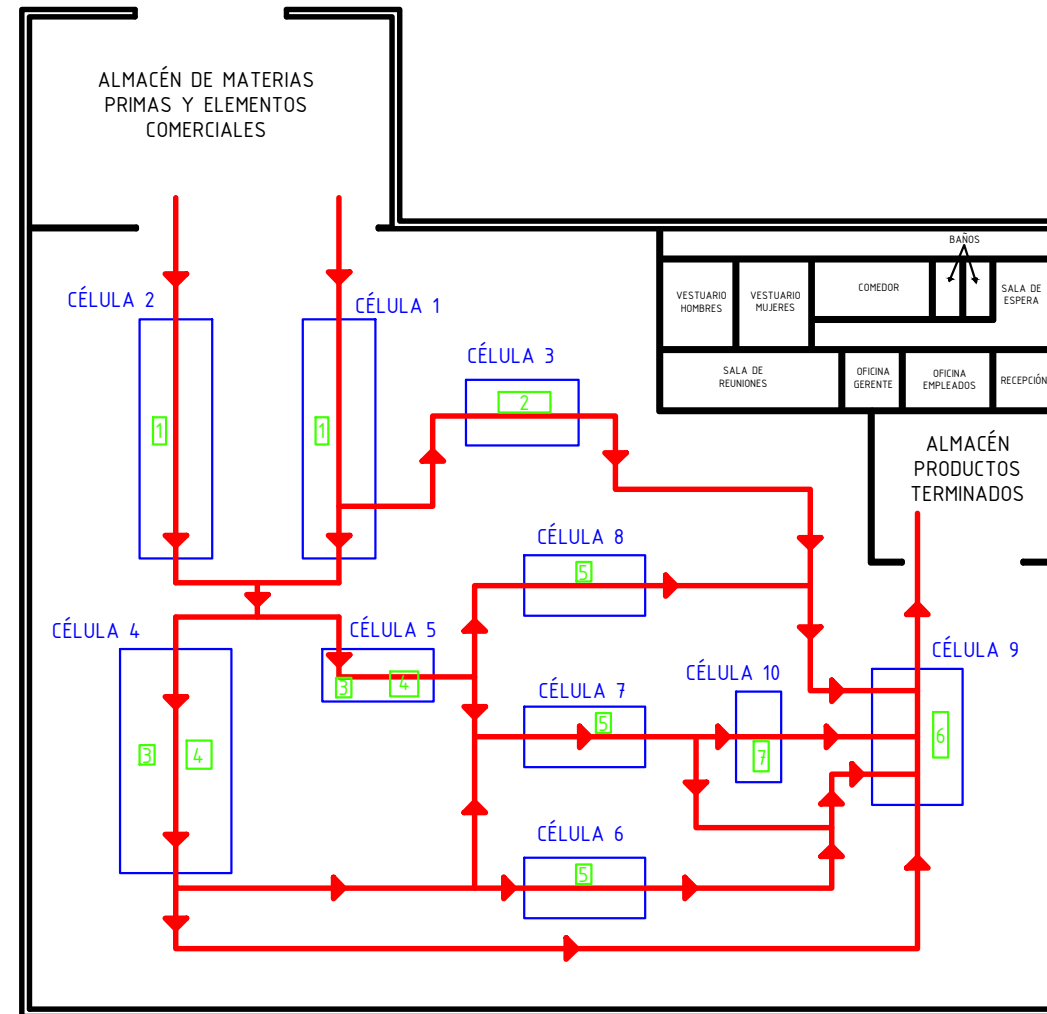 ALMACÉN DE MATERIAS
PRIMAS Y ELEMENTOS
COMERCIALES
BAÑOS
VESTUARIO
HOMBRES
VESTUARIO
MUJERES
COMEDOR
SALA DE
ESPERA
SALA DE
REUNIONES
OFICINA
GERENTE
OFICINA
EMPLEADOS
RECEPCIÓN
CÉLULA 2
1
CÉLULA 1
1
CÉLULA 3
2
ALMACÉN
PRODUCTOS
TERMINADOS
CÉLULA 8
5
CÉLULA 4
3
4
CÉLULA 5
3
4
CÉLULA 7
5
CÉLULA 10
7
CÉLULA 9
6
CÉLULA 6
5